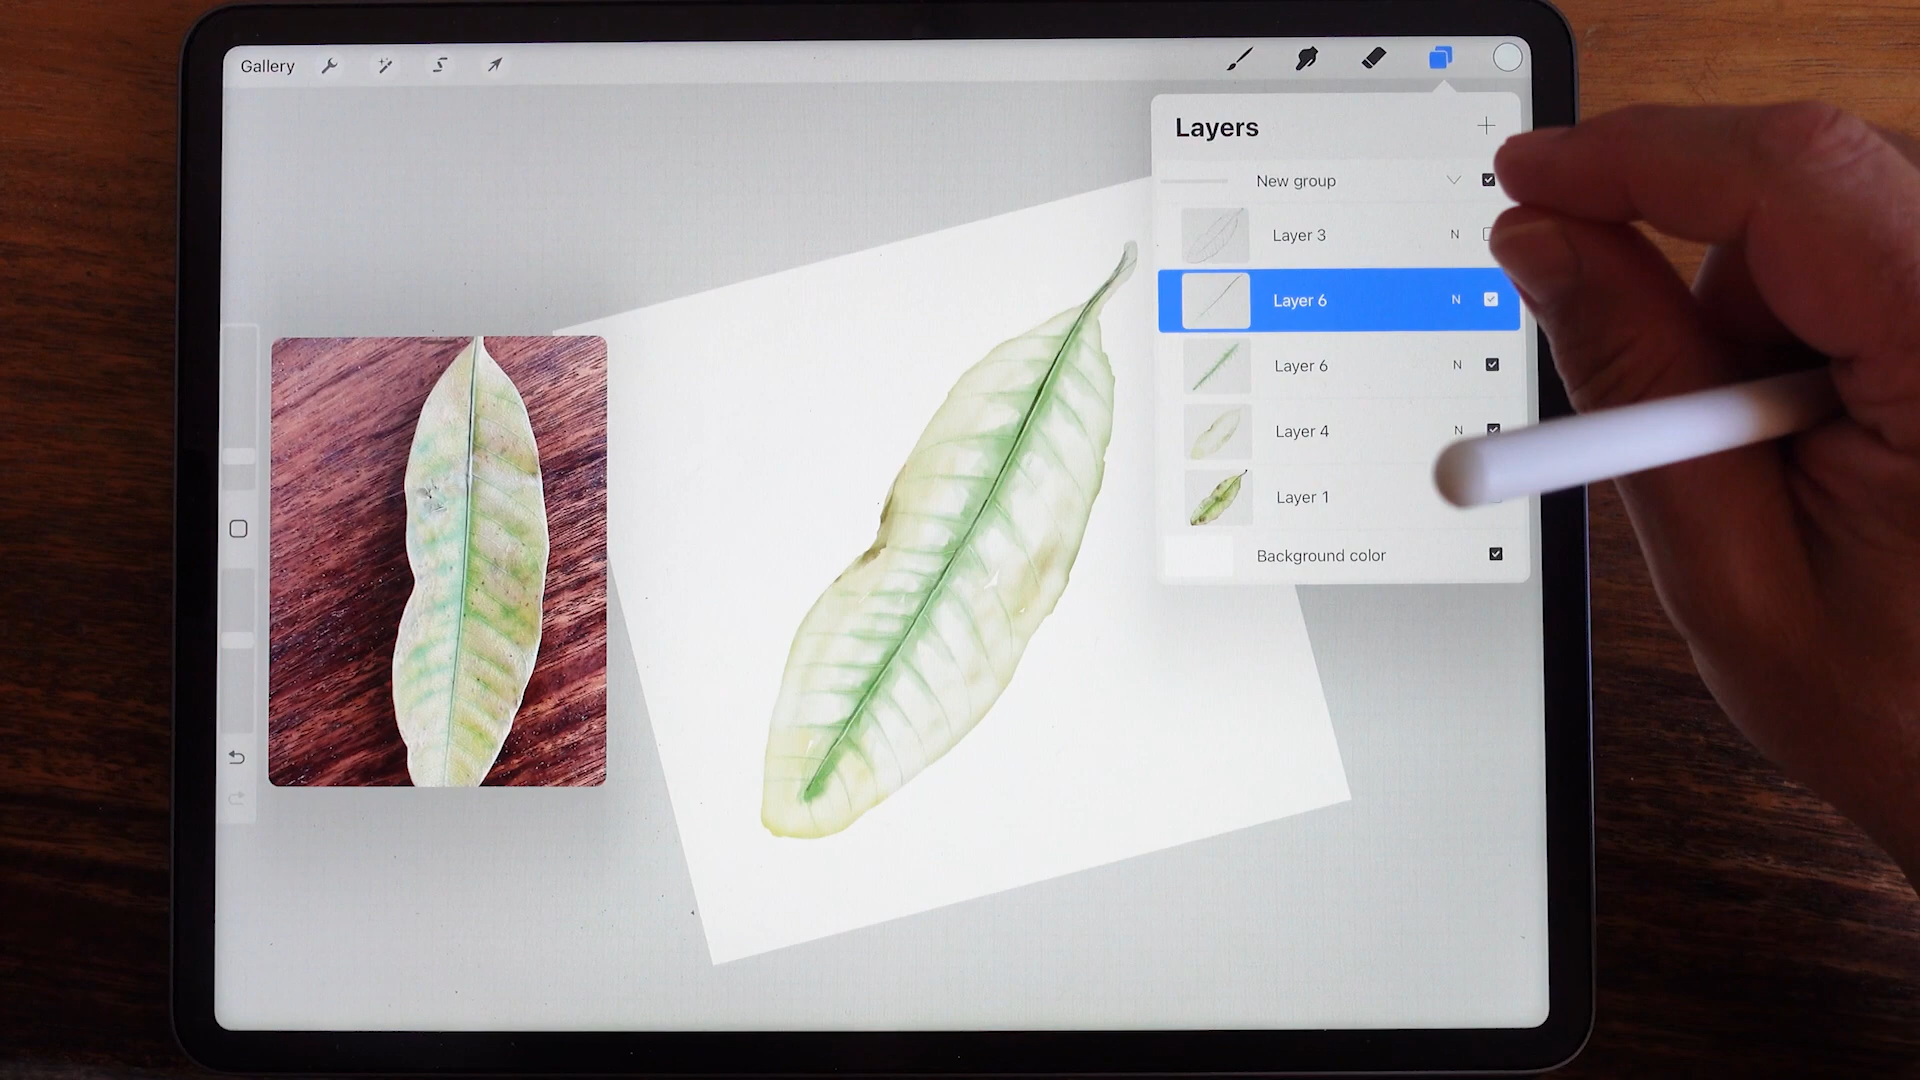 Gallery
Layers
New group
Layer 3 N
Layer 6 N
Layer 6 N
Layer 4 N
Layer 1
Background color